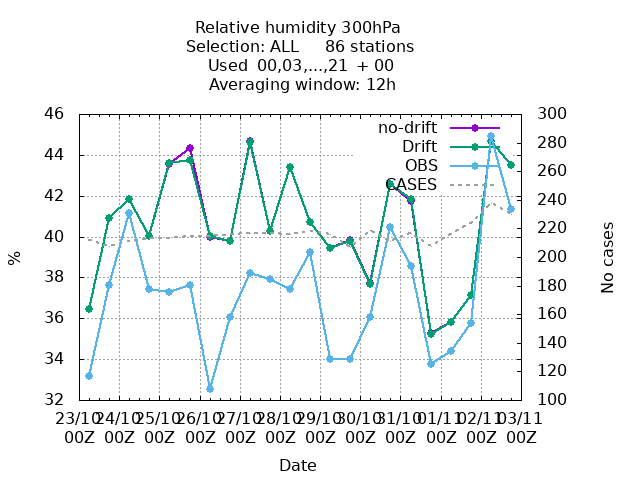 Relative humidity 300hPa
Selection: ALL 86 stations
Used 00,03,...,21 + 00
Averaging window: 12h
46 300
no-drift 280
44 Drift
OBS 260
42 CASES 240
40 220
% 200 No cases
38 180
36 160
34 140
120
32 100
23/10 24/10 25/10 26/10 27/10 28/10 29/10 30/10 31/10 01/11 02/11 03/11
00Z 00Z 00Z 00Z 00Z 00Z 00Z 00Z 00Z 00Z 00Z 00Z
Date